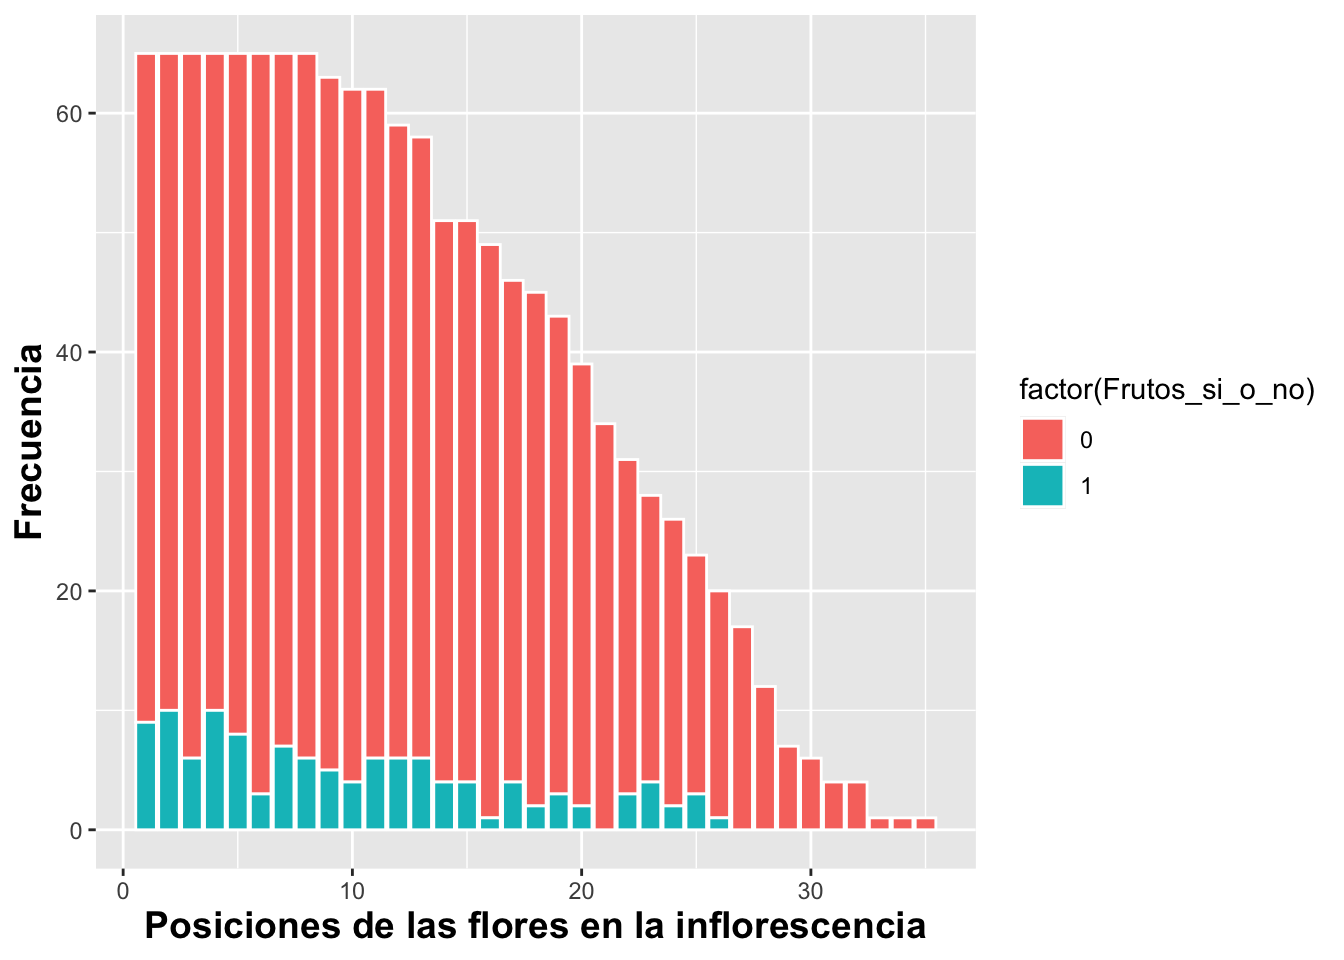 Frecuencia
60
40
20
0
0 10 20 30
Posiciones de las flores en la inflorescencia
factor(Frutos_si_o_no)
0
1